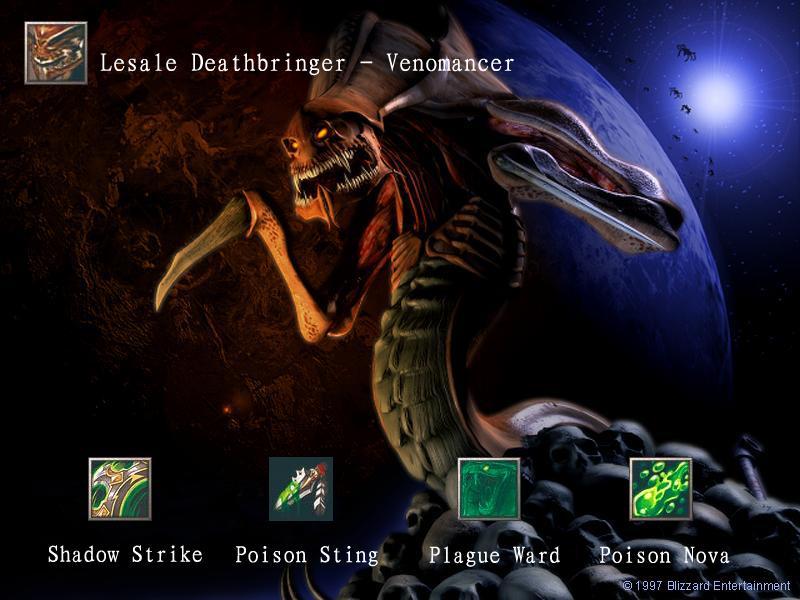 Lesale Deathbringer - Venomancer
Shadow Strike Poison Sting Plague Ward Poison Nova
© 1997 Blizzard Entertainment